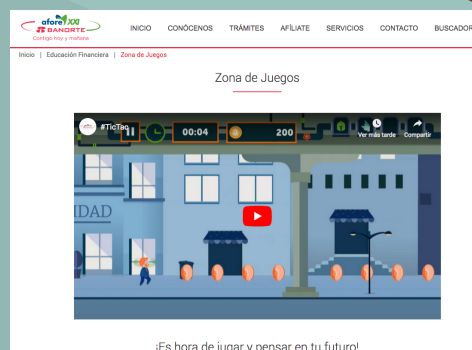 afore XXI
BANORTE
Contigo hoy y mañana
INICIO CONÓCENOS TRÁMITES AFÍLIATE SERVICIOS CONTACTO BUSCADOR
Inicio | Educación Financiera | Zona de Juegos
Zona de Juegos
#TicTac
00:04
200
Ver más tarde Compartir
IDAD
¡Es hora de jugar y pensar en tu futuro!